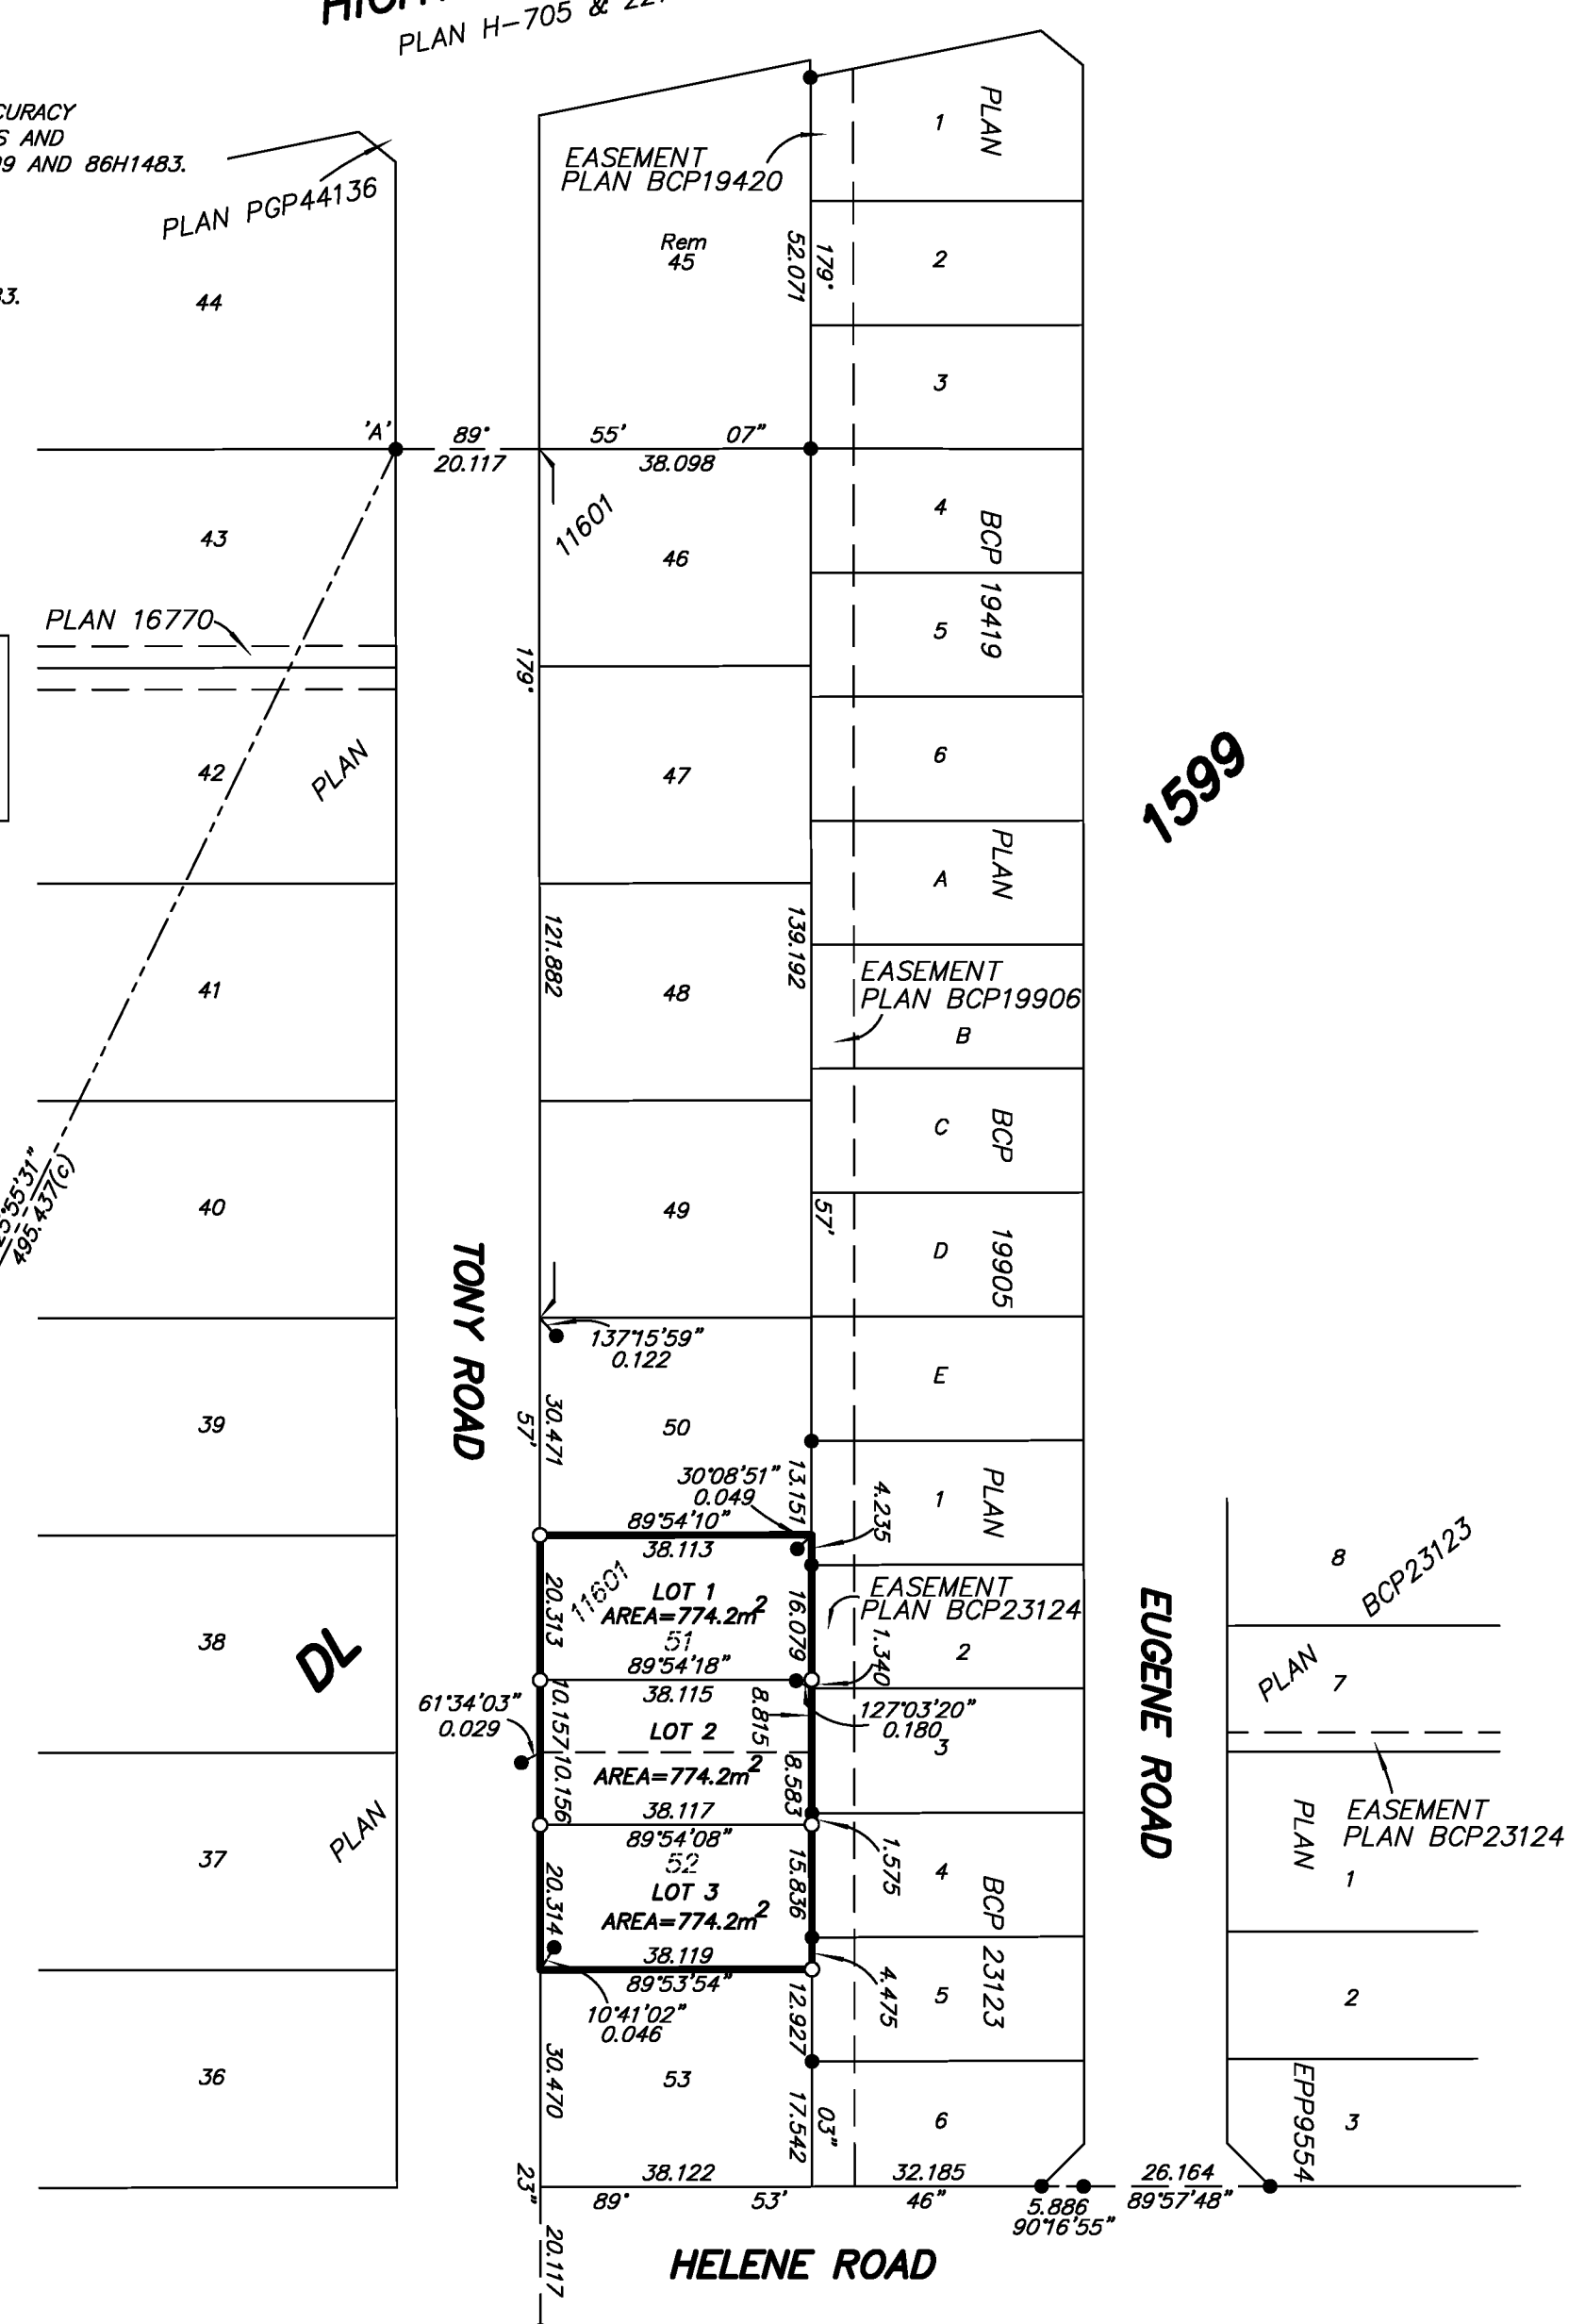 PLAN H-705 &
CURACY
S AND
9 AND 86H1483.
PLAN PGP44136
3.
EASEMENT
PLAN BCP19420
1
PLAN
Rem
45
52.071
179°
2
44
3
'A'
89°
55'
07"
20.117
38.098
11601
43
46
4
BCP 19419
5
PLAN 16770
179°
42
PLAN
47
6
1599
A
PLAN
121.882
139.192
41
48
EASEMENT
PLAN BCP19906
B
C
BCP
55'31"
495.437(c)
40
49
57'
D
19905
TONY ROAD
137°15'59"
0.122
E
39
30.471
57'
50
30°08'51"
0.049
13.151
4.235
1
PLAN
89°54'10"
38.113
11601
LOT 1
AREA=774.2m2
51
20.313
16.079
EASEMENT
PLAN BCP23124
2
1.340
8
BCP23123
38
DL
89°54'18"
38.115
EUGENE ROAD
PLAN
7
61°34'03"
0.029
10.157
LOT 2
8.815
127°03'20"
0.180
3
10.156
AREA=774.2m2
8.583
38.117
89°54'08"
52
1.575
EASEMENT
PLAN BCP23124
37
PLAN
20.314
LOT 3
AREA=774.2m2
15.836
4
BCP 23123
PLAN
1
38.119
89°53'54"
10°41'02"
0.046
4.475
12.927
5
2
36
30.470
53
17.542
03"
6
EPP9554
3
23"
38.122
32.185
26.164
89°
53'
46"
5.886
90°16'55"
89°57'48"
20.117
HELENE ROAD